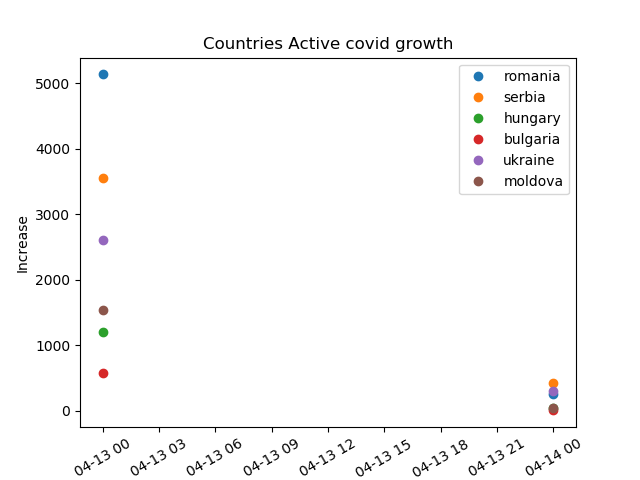 Countries Active covid growth
romania
serbia
hungary
bulgaria
ukraine
moldova
Increase
5000
4000
3000
2000
1000
0
04-13 00
04-13 03
04-13 06
04-13 09
04-13 12
04-13 15
04-13 18
04-13 21
04-14 00